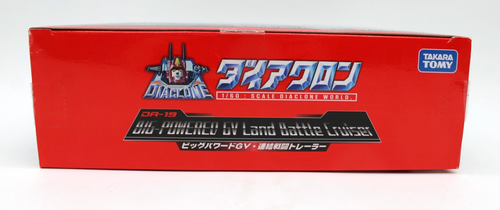 DIACLONE
ダイアクロン
1/60 : SCALE DIACLONE WORLD.
TAKARA
TOMY
DA-19
BIG-POWERED GV Land Battle Cruiser
ビッグパワードGV・連結戦闘トレーラー